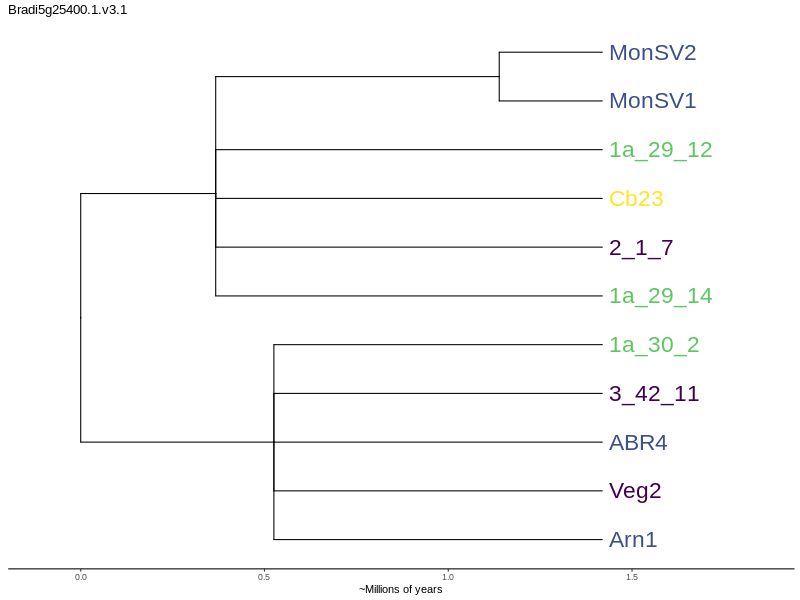 Bradi5g25400.1.v3.1
MonSV2
MonSV1
1a_29_12
Cb23
2_1_7
1a_29_14
1a_30_2
3_42_11
ABR4
Veg2
Arn1
0.0 0.5 1.0 1.5
~Millions of years